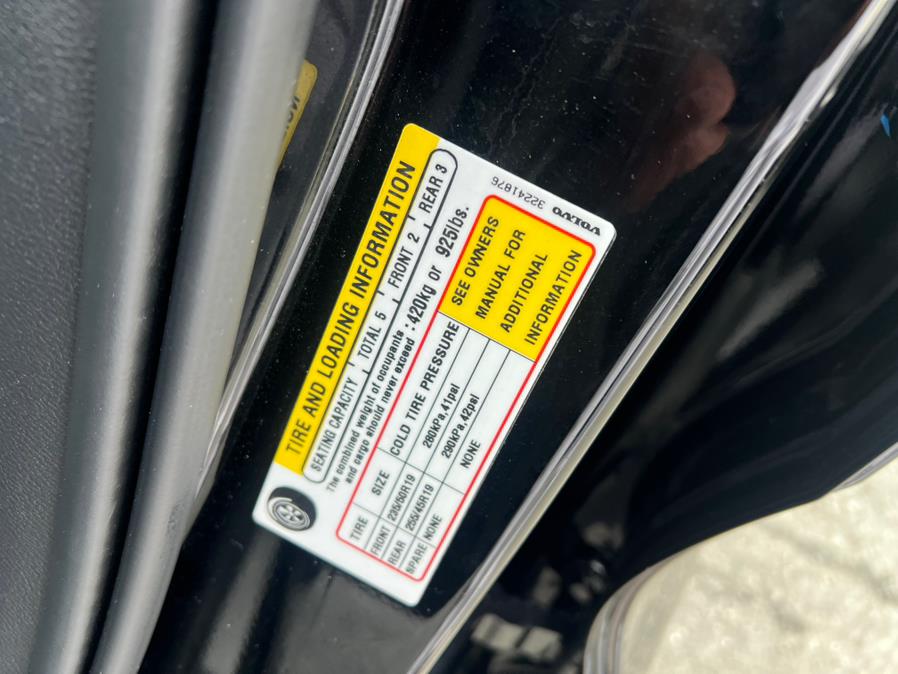 TIRE AND LOADING INFORMATION
SEATING CAPACITY TOTAL 5 FRONT 2 REAR 3
The combined weight of occupants
and cargo should never exceed : 420kg or 925lbs.
TIRE SIZE COLD TIRE PRESSURE
FRONT 235/50R19 280kPa,41psi
REAR 255/45R19 290kPa,42psi
SPARE NONE NONE
SEE OWNERS
MANUAL FOR
ADDITIONAL
INFORMATION
VOLVO 32241876